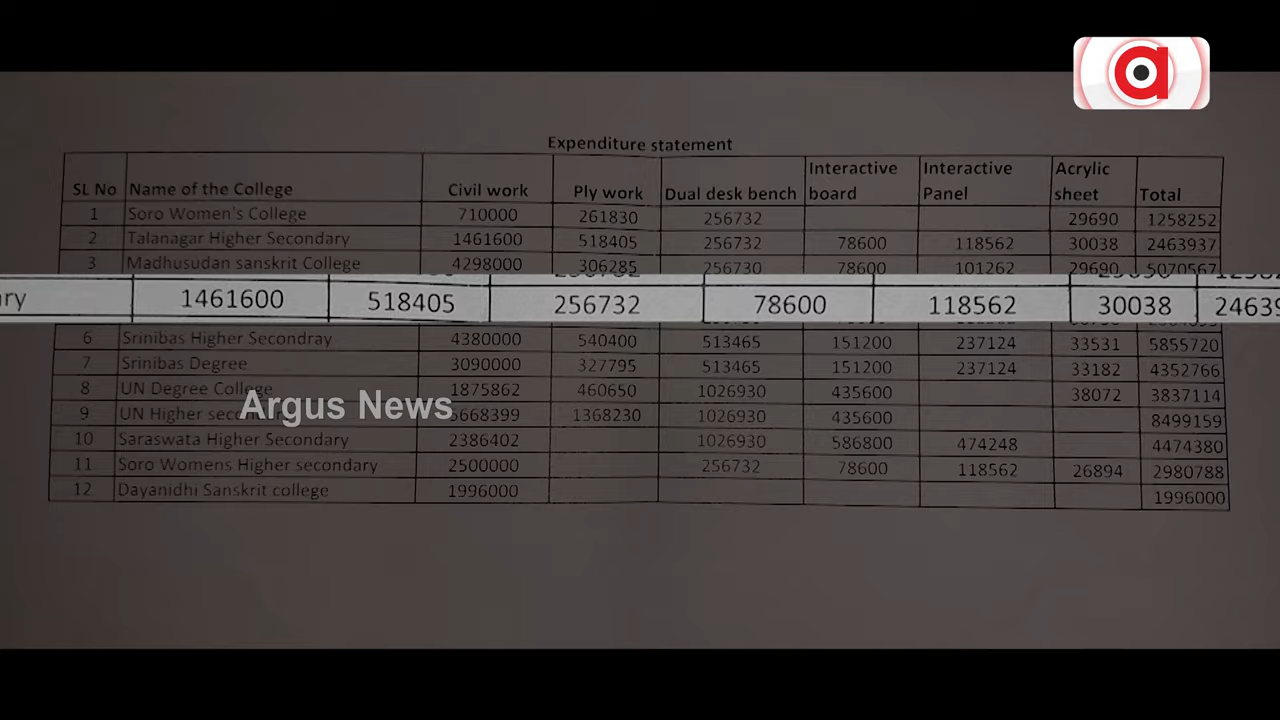 a
Expenditure statement
SL No Name of the College Civil work Ply work Dual desk bench Interactive board Interactive Panel Acrylic sheet Total
1 Soro Women's College 710000 261830 256732 29690 1258252
2 Talanagar Higher Secondary 1461600 518405 256732 78600 118562 30038 2463937
3 Madhusudan sanskrit College 4298000 306285 256730 78600 101262 29690 5070567
1461600 518405 256732 78600 118562 30038
6 Srinibas Higher Secondray 4380000 540400 513465 151200 237124 33531 5855720
7 Srinibas Degree 3090000 327795 513465 151200 237124 33182 4352766
8 UN Degree College 1875862 460650 1026930 435600 38072 3837114
Argus News
9 UN Higher 5668399 1368230 1026930 435600 8499159
10 Saraswata Higher Secondary 2386402 1026930 586800 474248 4474380
11 Soro Womens Higher secondary 2500000 256732 78600 118562 26894 2980788
12 Dayanidhi Sanskrit college 1996000 1996000